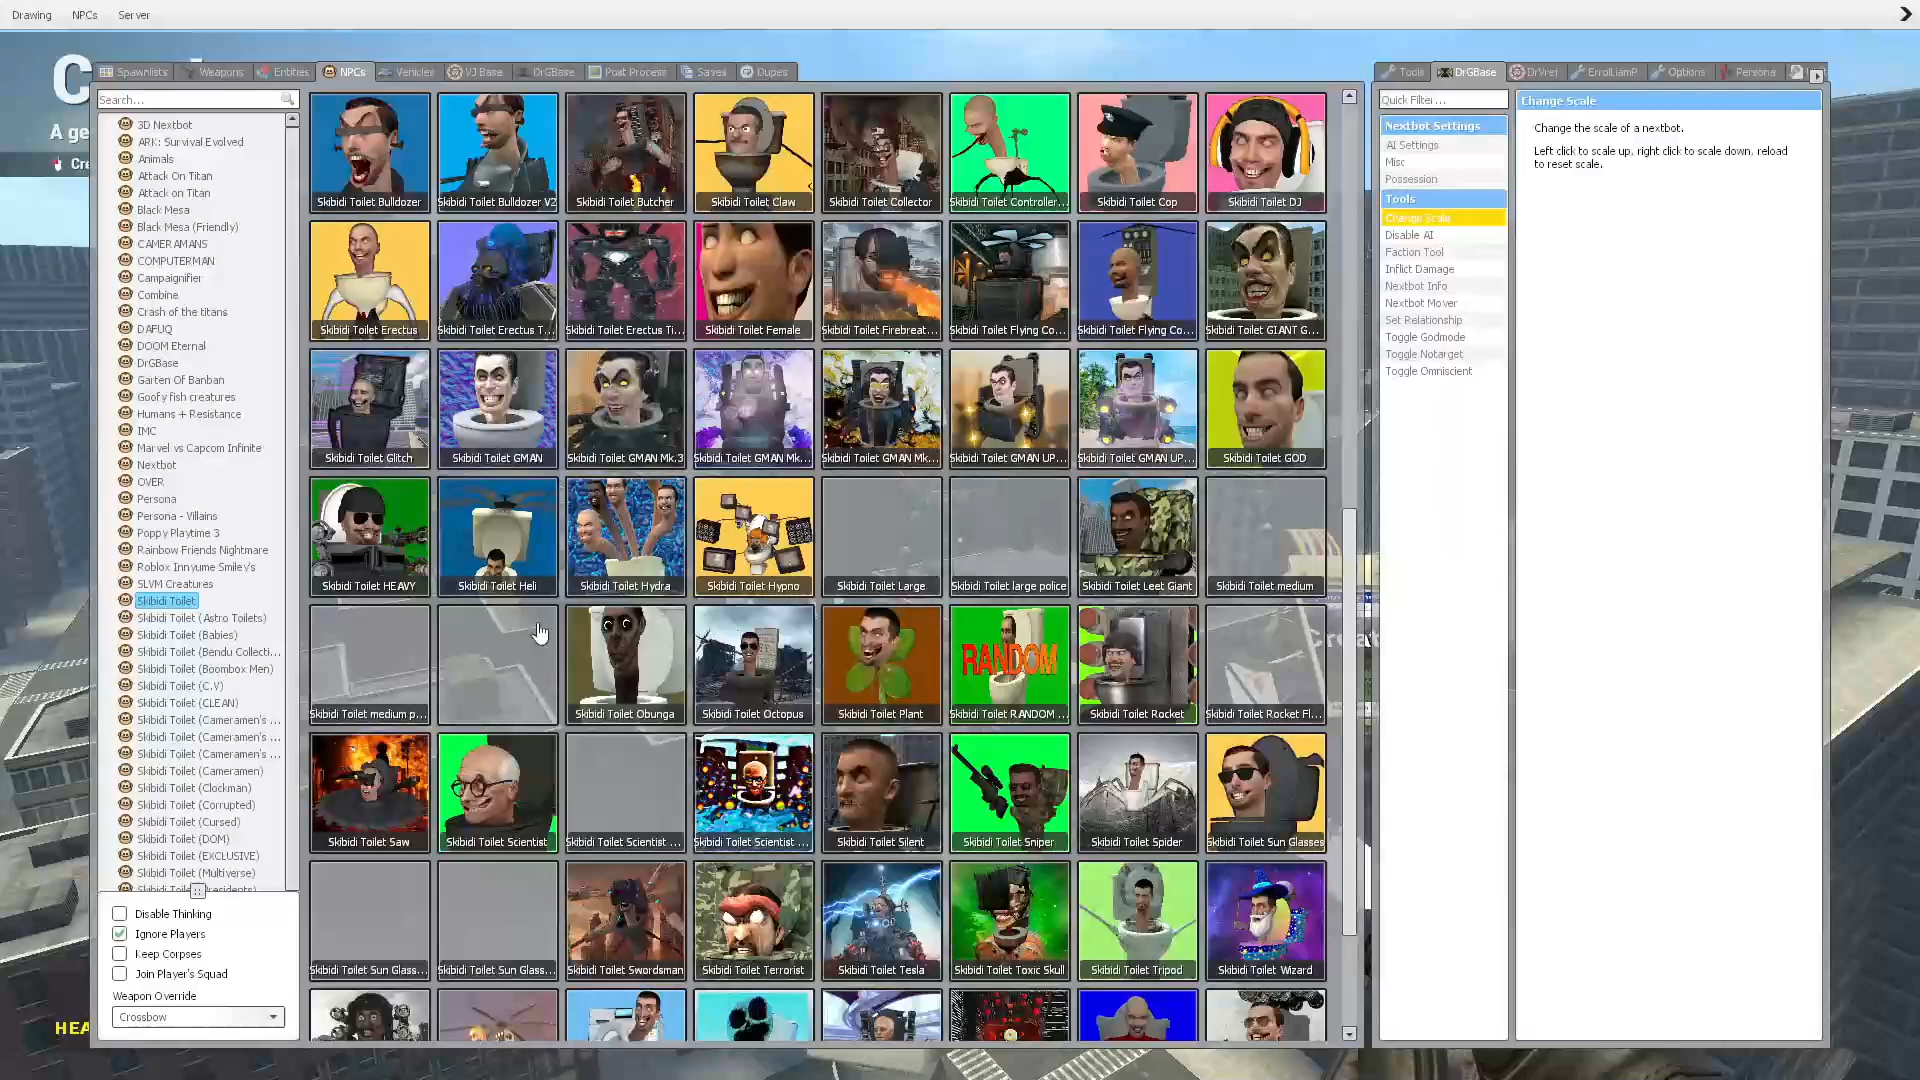 Drawing NPCs Server
C
A ge
Cre
HEA
Spawnlists Weapons Entities NPCs Vehicles VJ Base DrGBase Post Process Saves Dupes
Search...
3D Nextbot
ARK: Survival Evolved
Animals
Attack On Titan
Attack on Titan
Black Mesa
Black Mesa (Friendly)
CAMERAMANS
COMPUTERMAN
Campaignifier
Combine
Crash of the titans
DAFUQ
DOOM Eternal
DrGBase
Garten Of Banban
Goofy fish creatures
Humans + Resistance
IMC
Marvel vs Capcom Infinite
Nextbot
OVER
Persona
Persona - Villains
Poppy Playtime 3
Rainbow Friends Nightmare
Roblox Innyume Smiley's
SLVM Creatures
Skibidi Toilet
Skibidi Toilet (Astro Toilets)
Skibidi Toilet (Babies)
Skibidi Toilet (Bendu Collecti...
Skibidi Toilet (Boombox Men)
Skibidi Toilet (C.V)
Skibidi Toilet (CLEAN)
Skibidi Toilet (Cameramen's ...
Skibidi Toilet (Cameramen's ...
Skibidi Toilet (Cameramen's ...
Skibidi Toilet (Cameramen)
Skibidi Toilet (Clockman)
Skibidi Toilet (Corrupted)
Skibidi Toilet (Cursed)
Skibidi Toilet (DOM)
Skibidi Toilet (EXCLUSIVE)
Skibidi Toilet (Multiverse)
Disable Thinking
Ignore Players
Keep Corpses
Join Player's Squad
Weapon Override
Crossbow
Skibidi Toilet Bulldozer Skibidi Toilet Bulldozer V2 Skibidi Toilet Butcher Skibidi Toilet Claw Skibidi Toilet Collector Skibidi Toilet Controller... Skibidi Toilet Cop Skibidi Toilet DJ
Skibidi Toilet Erectus Skibidi Toilet Erectus T... Skibidi Toilet Erectus Ti... Skibidi Toilet Female Skibidi Toilet Firebreat... Skibidi Toilet Flying Co... Skibidi Toilet Flying Co... Skibidi Toilet GIANT G...
Skibidi Toilet Glitch Skibidi Toilet GMAN Skibidi Toilet GMAN Mk.3 Skibidi Toilet GMAN Mk... Skibidi Toilet GMAN Mk... Skibidi Toilet GMAN UP... Skibidi Toilet GMAN UP... Skibidi Toilet GOD
Skibidi Toilet HEAVY Skibidi Toilet Heli Skibidi Toilet Hydra Skibidi Toilet Hypno Skibidi Toilet Large Skibidi Toilet large police Skibidi Toilet Leet Giant Skibidi Toilet medium
RANDOM
Skibidi Toilet medium p... Skibidi Toilet Obunga Skibidi Toilet Octopus Skibidi Toilet Plant Skibidi Toilet RANDOM ... Skibidi Toilet Rocket Skibidi Toilet Rocket Fl...
Skibidi Toilet Saw Skibidi Toilet Scientist Skibidi Toilet Scientist ... Skibidi Toilet Scientist ... Skibidi Toilet Silent Skibidi Toilet Sniper Skibidi Toilet Spider Skibidi Toilet Sun Glasses
Skibidi Toilet Sun Glass... Skibidi Toilet Sun Glass... Skibidi Toilet Swordsman Skibidi Toilet Terrorist Skibidi Toilet Tesla Skibidi Toilet Toxic Skull Skibidi Toilet Tripod Skibidi Toilet Wizard
Tools DrGBase DrVrej ErrolLiamP Options Persona
Quick Filter...
Nextbot Settings
AI Settings
Misc
Possession
Tools
Change Scale
Disable AI
Faction Tool
Inflict Damage
Nextbot Info
Nextbot Mover
Set Relationship
Toggle Godmode
Toggle Notarget
Toggle Omniscient
Change Scale
Change the scale of a nextbot.
Left click to scale up, right click to scale down, reload
to reset scale.